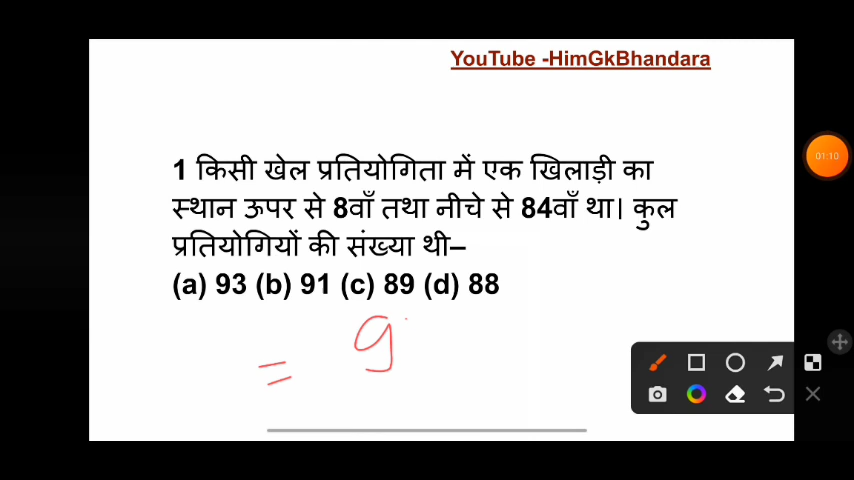 YouTube -HimGkBhandara
01:10
1 किसी खेल प्रतियोगिता में एक खिलाड़ी का
स्थान ऊपर से 8वाँ तथा नीचे से 84वाँ था। कुल
प्रतियोगियों की संख्या थी–
(a) 93 (b) 91 (c) 89 (d) 88
= 9